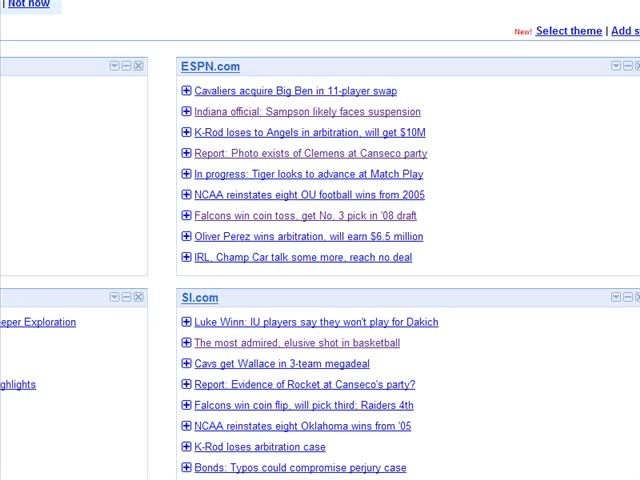 | Not now
New! Select theme | Add s
ESPN.com
Cavaliers acquire Big Ben in 11-player swap
Indiana official: Sampson likely faces suspension
K-Rod loses to Angels in arbitration, will get $10M
Report: Photo exists of Clemens at Canseco party
In progress: Tiger looks to advance at Match Play
NCAA reinstates eight OU football wins from 2005
Falcons win coin toss, get No. 3 pick in '08 draft
Oliver Perez wins arbitration, will earn $6.5 million
IRL, Champ Car talk some more, reach no deal
eeper Exploration
ghlights
SI.com
Luke Winn: IU players say they won't play for Dakich
The most admired, elusive shot in basketball
Cavs get Wallace in 3-team megadeal
Report: Evidence of Rocket at Canseco's party?
Falcons win coin flip, will pick third; Raiders 4th
NCAA reinstates eight Oklahoma wins from '05
K-Rod loses arbitration case
Bonds: Typos could compromise perjury case